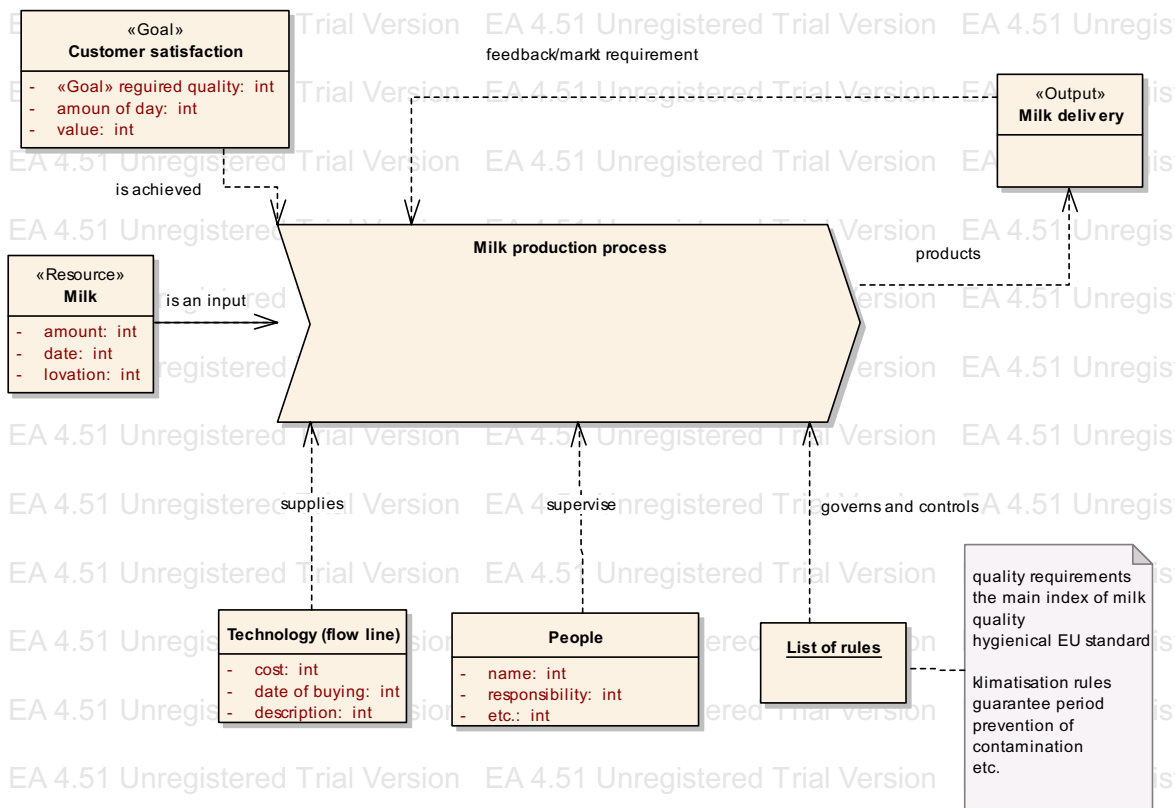 «Goal»
Customer satisfaction
- «Goal» reguired quality: int
- amoun of day: int
- value: int
feedback/markt requirement
«Output»
Milk delivery
is achieved
Milk production process
products
«Resource»
Milk
- amount: int
- date: int
- lovation: int
is an input
supplies
supervise
governs and controls
Technology (flow line)
- cost: int
- date of buying: int
- description: int
People
- name: int
- responsibility: int
- etc.: int
List of rules
quality requirements
the main index of milk
quality
hygienical EU standard
klimatisation rules
guarantee period
prevention of
contamination
etc.
EA 4.51 Unregistered Trial Version